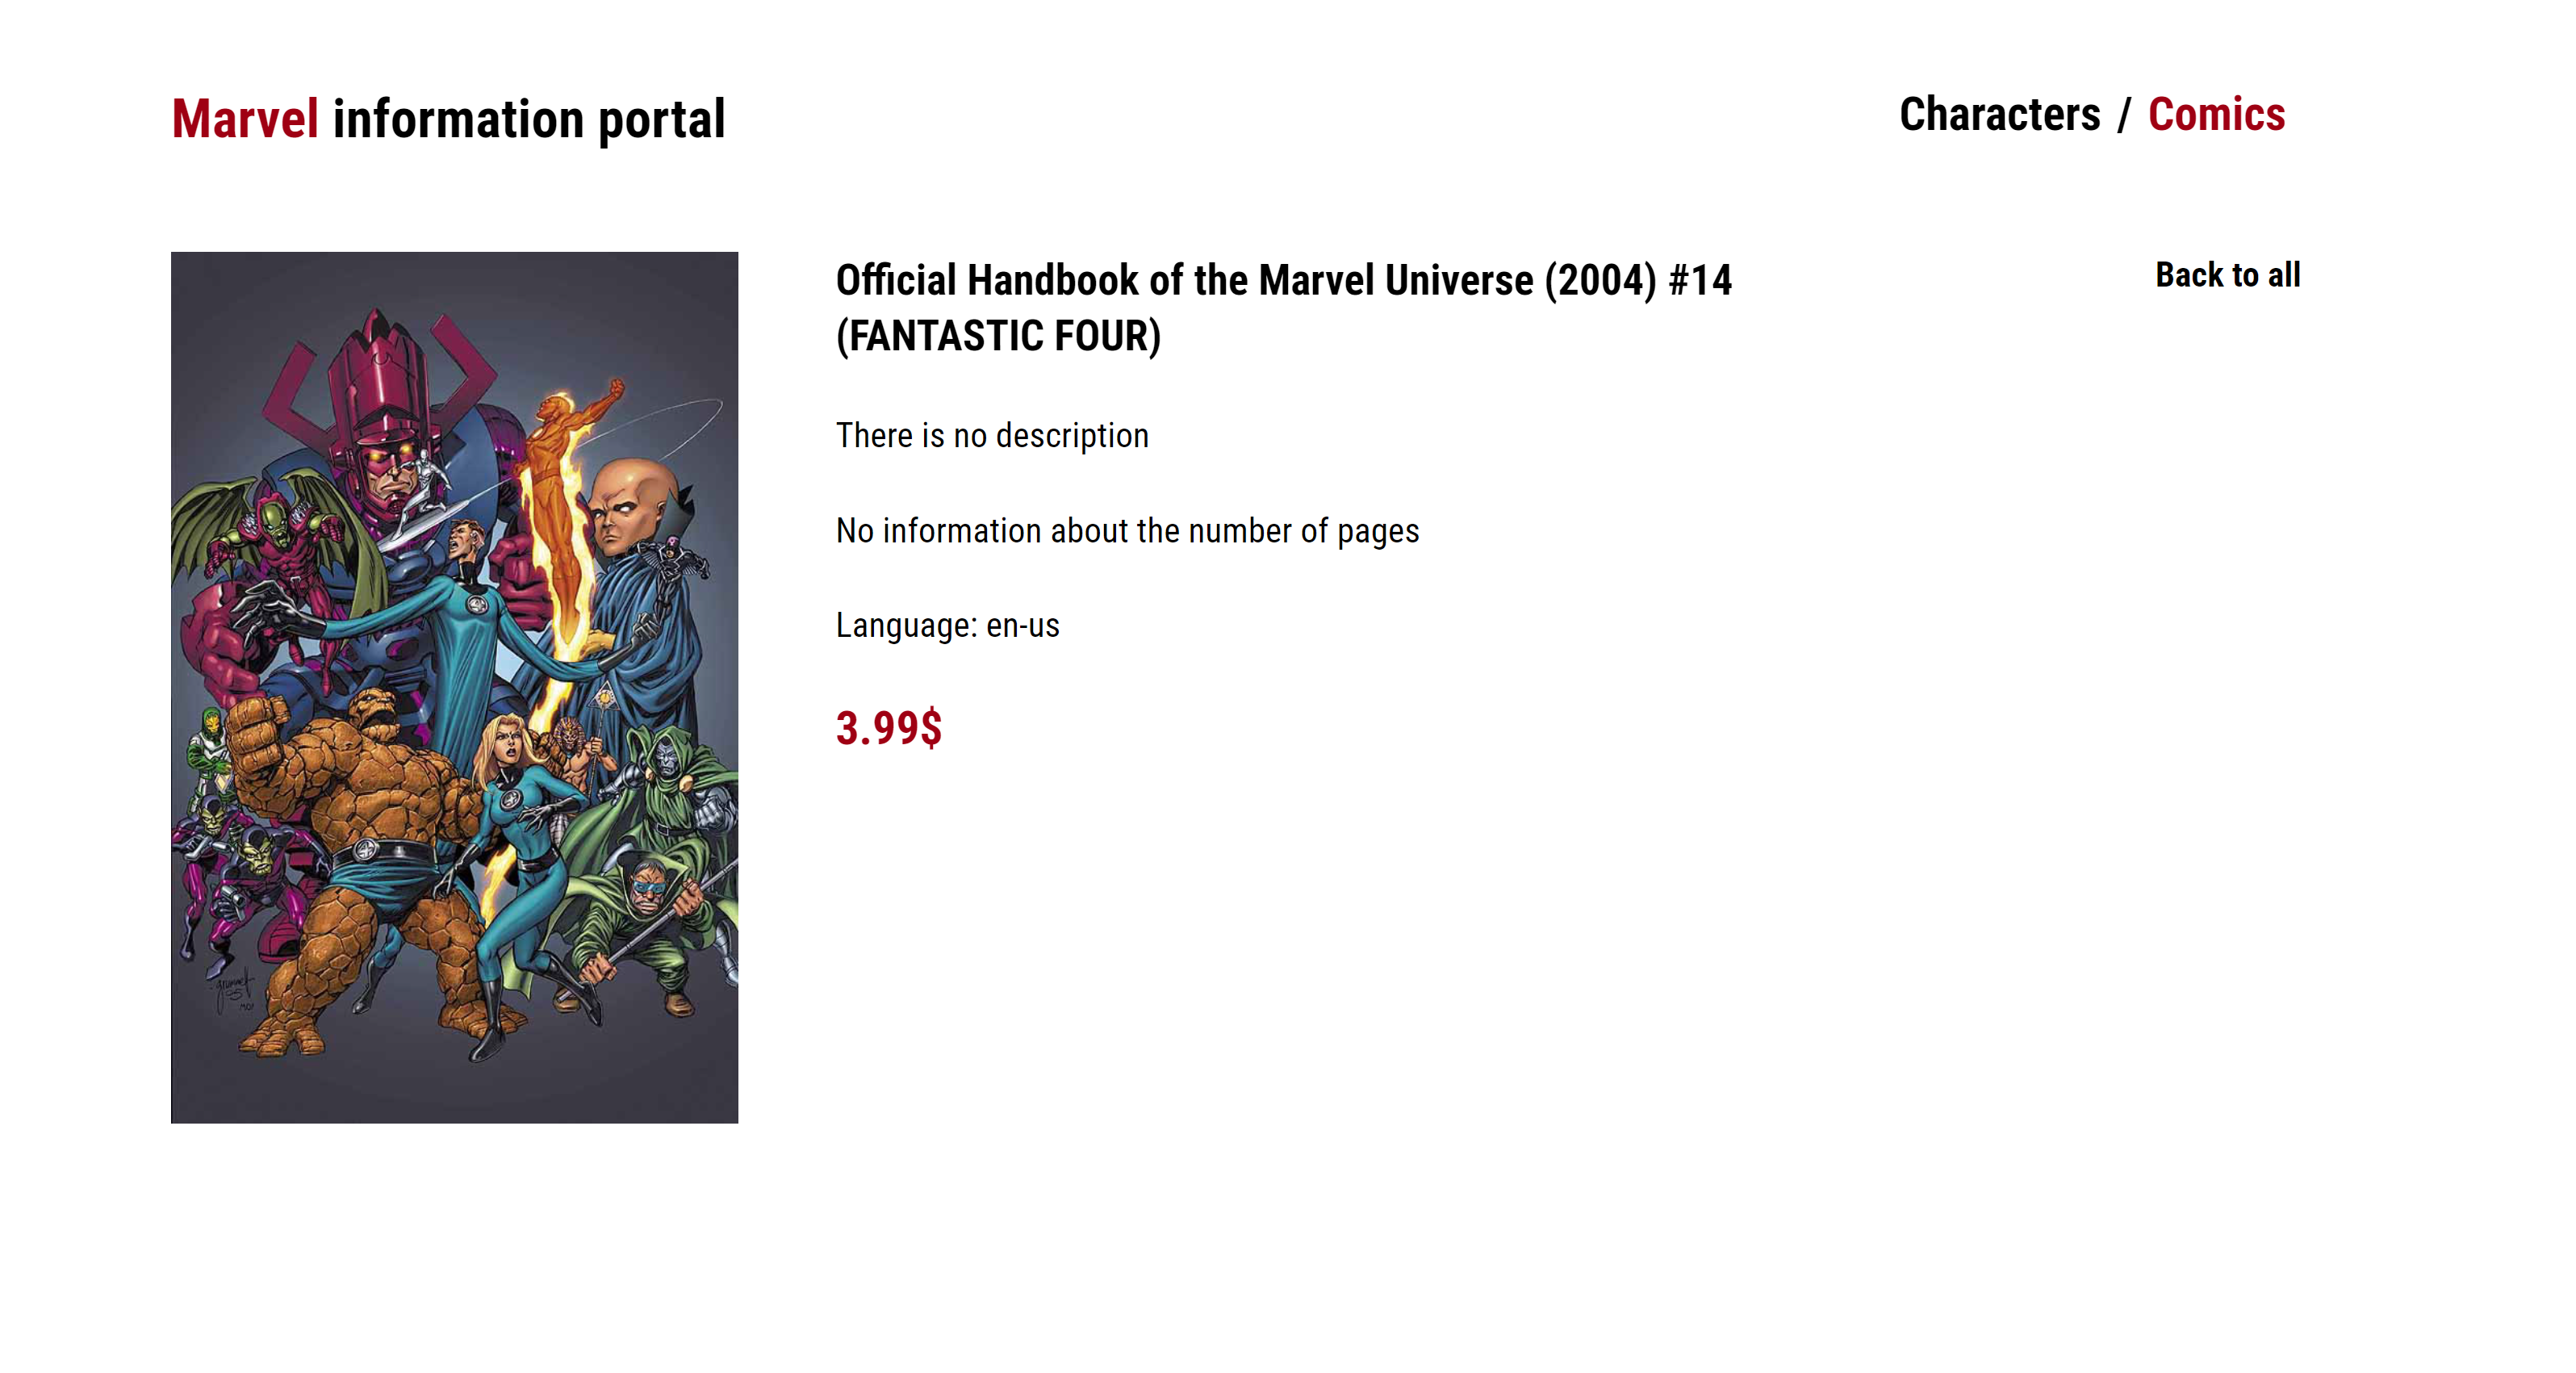 Marvel information portal
Characters / Comics
Official Handbook of the Marvel Universe (2004) #14
(FANTASTIC FOUR)
Back to all
There is no description
No information about the number of pages
Language: en-us
3.99$